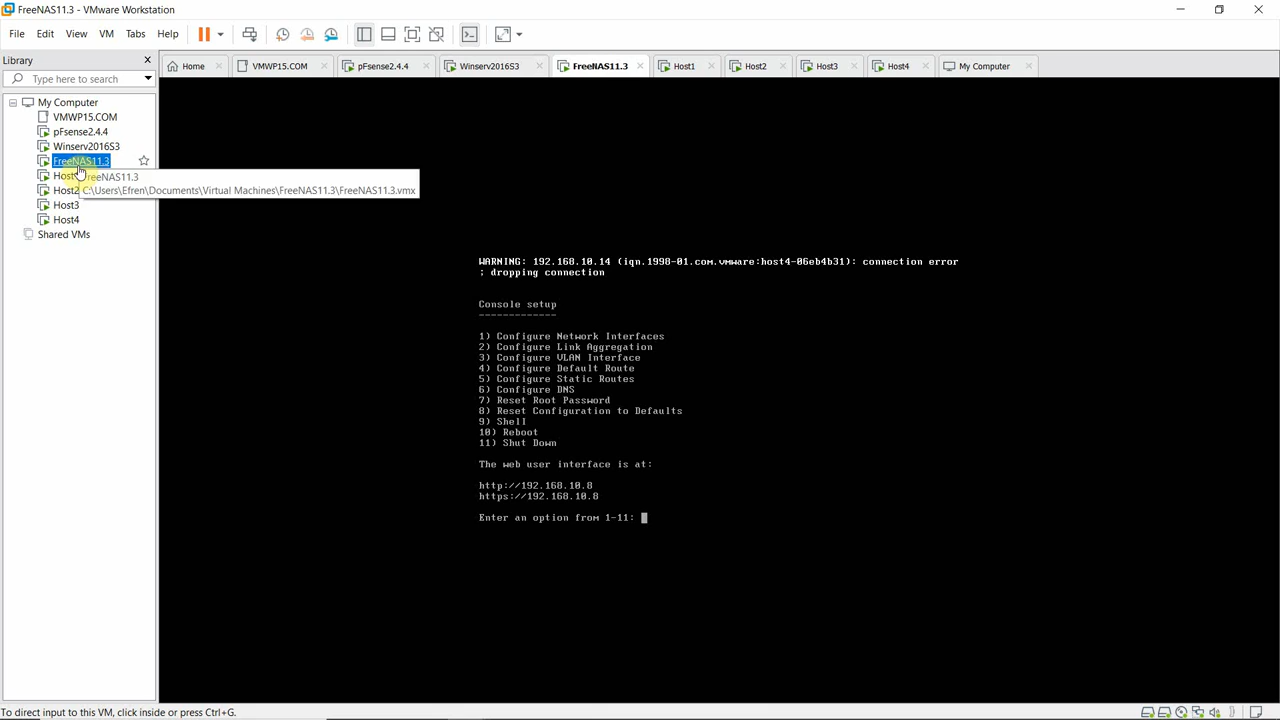 FreeNAS11.3 - VMware Workstation
File Edit View VM Tabs Help
Library
Type here to search
Home VMWP15.COM pFsense2.4.4 Winserv2016S3 FreeNAS11.3 Host1 Host2 Host3 Host4 My Computer
My Computer
VMWP15.COM
pFsense2.4.4
Winserv2016S3
FreeNAS11.3
Host
FreeNAS11.3
Host2
C:\Users\Efren\Documents\Virtual Machines\FreeNAS11.3\FreeNAS11.3.vmx
Host3
Host4
Shared VMs
WARNING: 192.168.10.14 (iqn.1998-01.com.vmware:host4-06eb4b31): connection error
; dropping connection
Console setup
-------------
1) Configure Network Interfaces
2) Configure Link Aggregation
3) Configure VLAN Interface
4) Configure Default Route
5) Configure Static Routes
6) Configure DNS
7) Reset Root Password
8) Reset Configuration to Defaults
9) Shell
10) Reboot
11) Shut Down
The web user interface is at:
http://192.168.10.8
https://192.168.10.8
Enter an option from 1-11:
To direct input to this VM, click inside or press Ctrl+G.